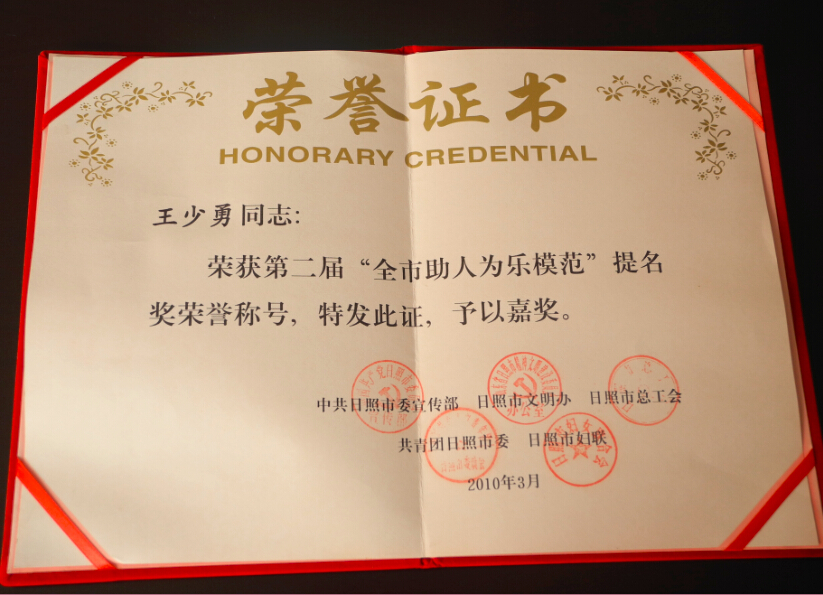 荣誉证书
HONORARY CREDENTIAL
王少勇同志:
荣获第二届“全市助人为乐模范”提名
奖荣誉称号,特发此证,予以嘉奖。
中共日照市委宣传部 日照市文明办 日照市总工会
共青团日照市委 日照市妇联
2010年3月
办公室